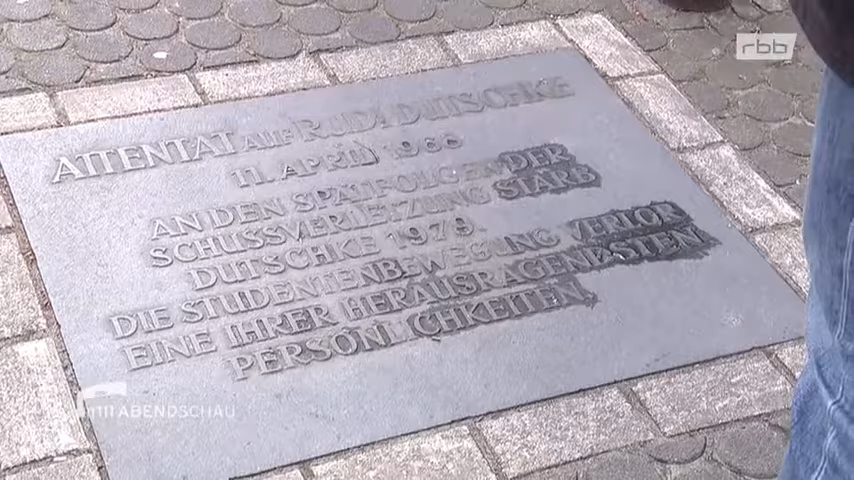 rbb
ATTENTAT AUF RUDI DUTSCHKE
11. APRIL 1968
AN DEN SPÄTFOLGEN DER
SCHUSSVERLETZUNG STARB
DUTSCHKE 1979.
DIE STUDENTENBEWEGUNG VERLOR
EINE IHRER HERAUSRAGENDSTEN
PERSÖNLICHKEITEN
ABENDSCHAU